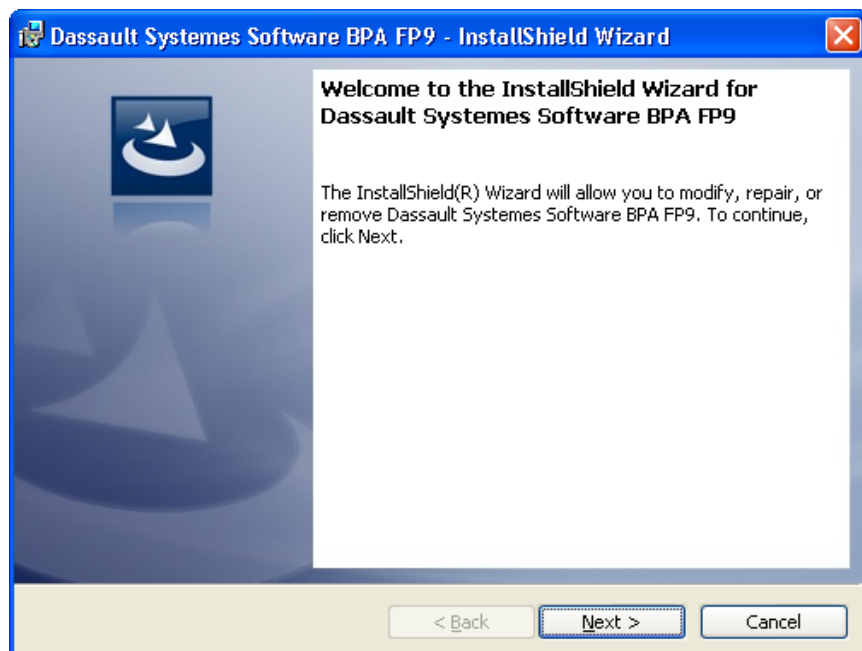 Dassault Systemes Software BPA FP9 - InstallShield Wizard
Welcome to the InstallShield Wizard for
Dassault Systemes Software BPA FP9
The InstallShield(R) Wizard will allow you to modify, repair, or
remove Dassault Systemes Software BPA FP9. To continue,
click Next.
< Back Next > Cancel